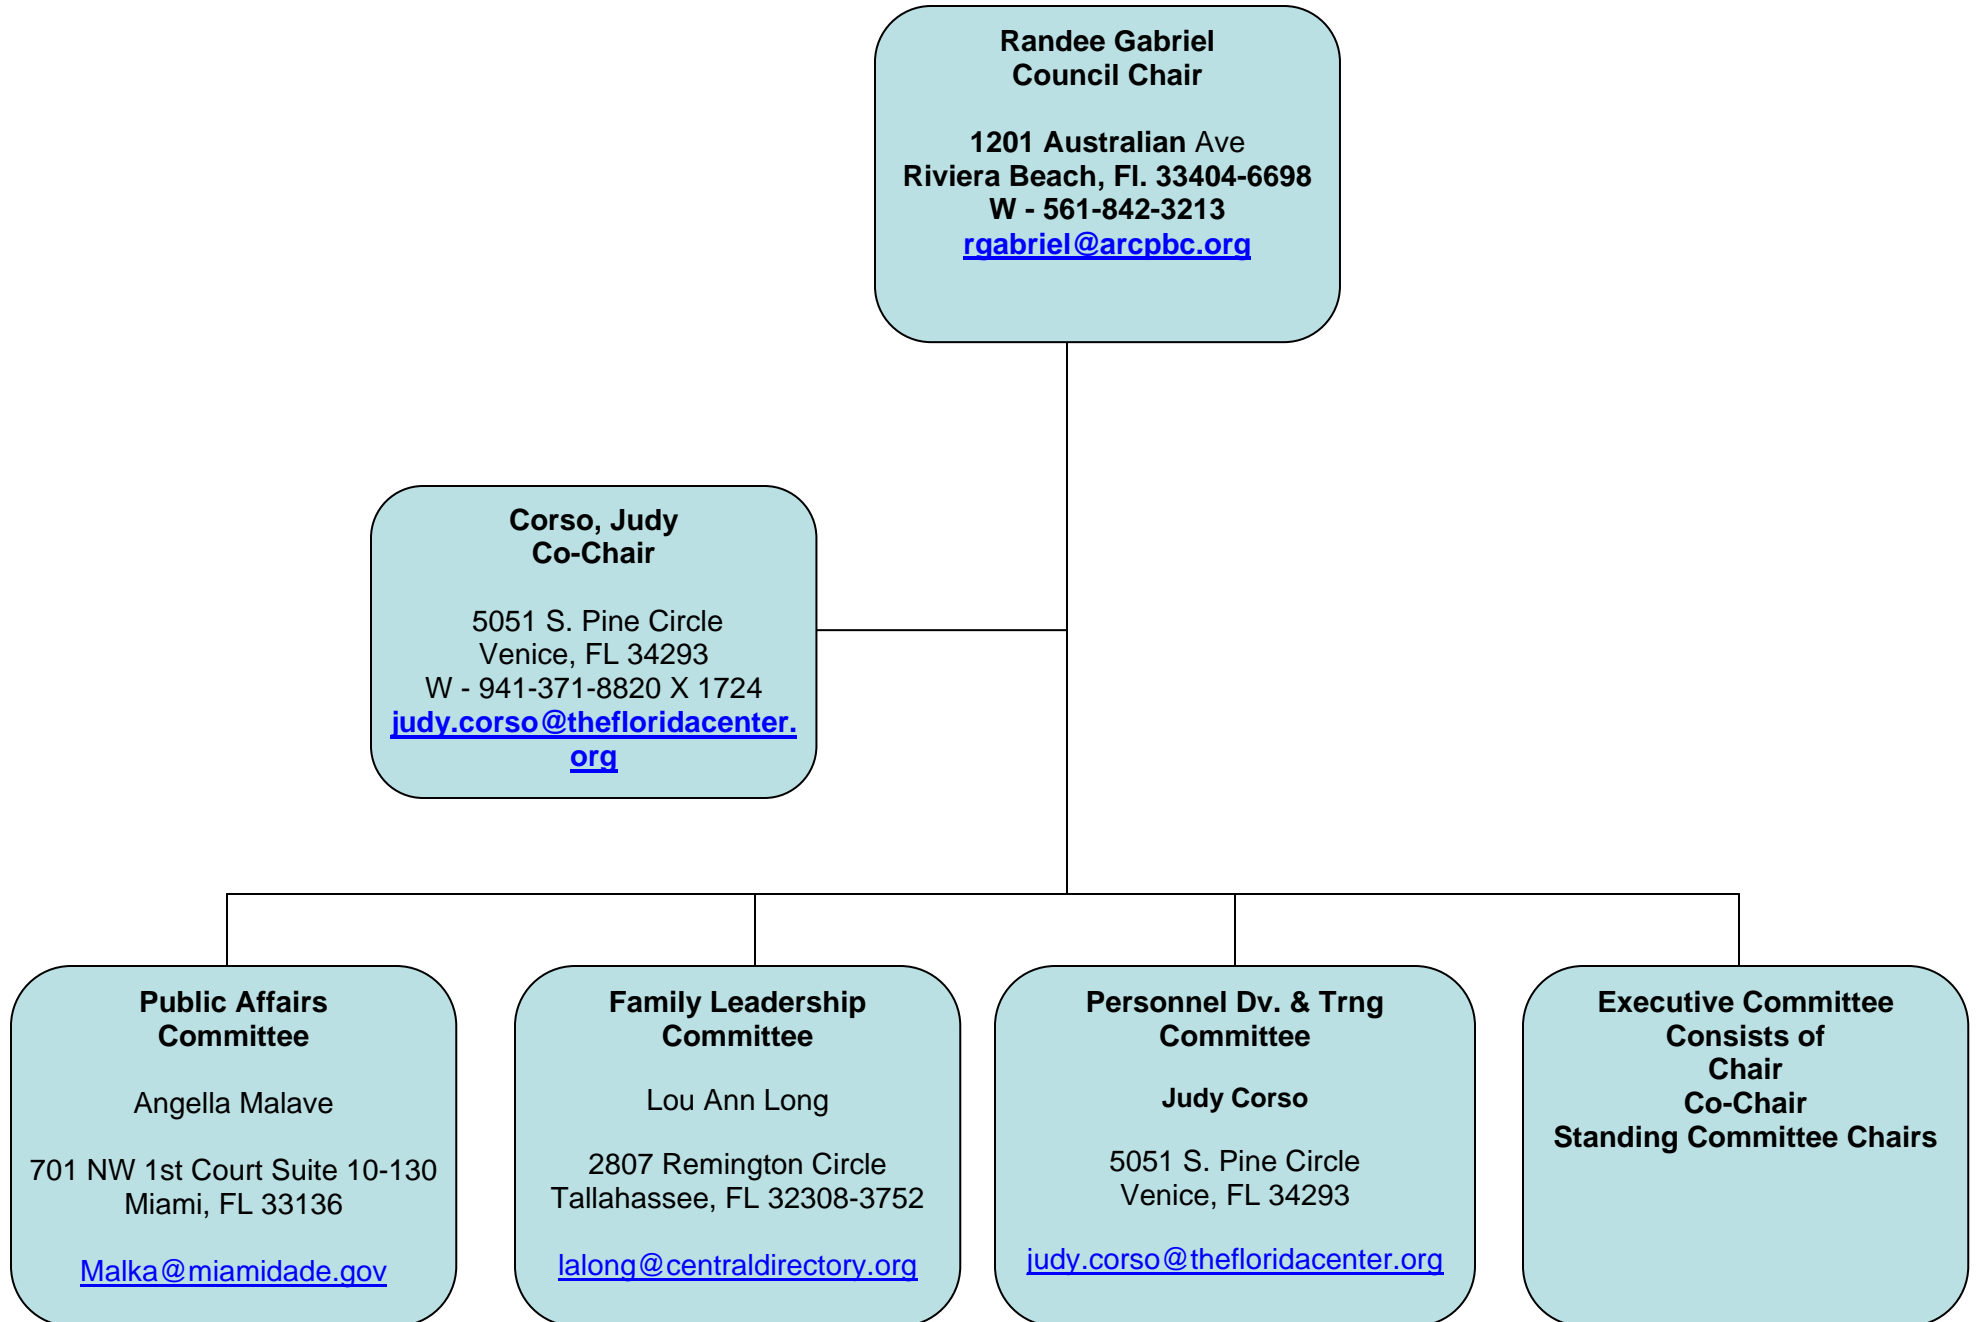 Randee Gabriel
Council Chair
1201 Australian Ave
Riviera Beach, Fl. 33404-6698
W - 561-842-3213
rgabriel@arcpbc.org
Corso, Judy
Co-Chair
5051 S. Pine Circle
Venice, FL 34293
W - 941-371-8820 X 1724
judy.corso@thefloridacenter.
org
Public Affairs
Committee
Angella Malave
701 NW 1st Court Suite 10-130
Miami, FL 33136
Malka@miamidade.gov
Family Leadership
Committee
Lou Ann Long
2807 Remington Circle
Tallahassee, FL 32308-3752
lalong@centraldirectory.org
Personnel Dv. & Trng
Committee
Judy Corso
5051 S. Pine Circle
Venice, FL 34293
judy.corso@thefloridacenter.org
Executive Committee
Consists of
Chair
Co-Chair
Standing Committee Chairs